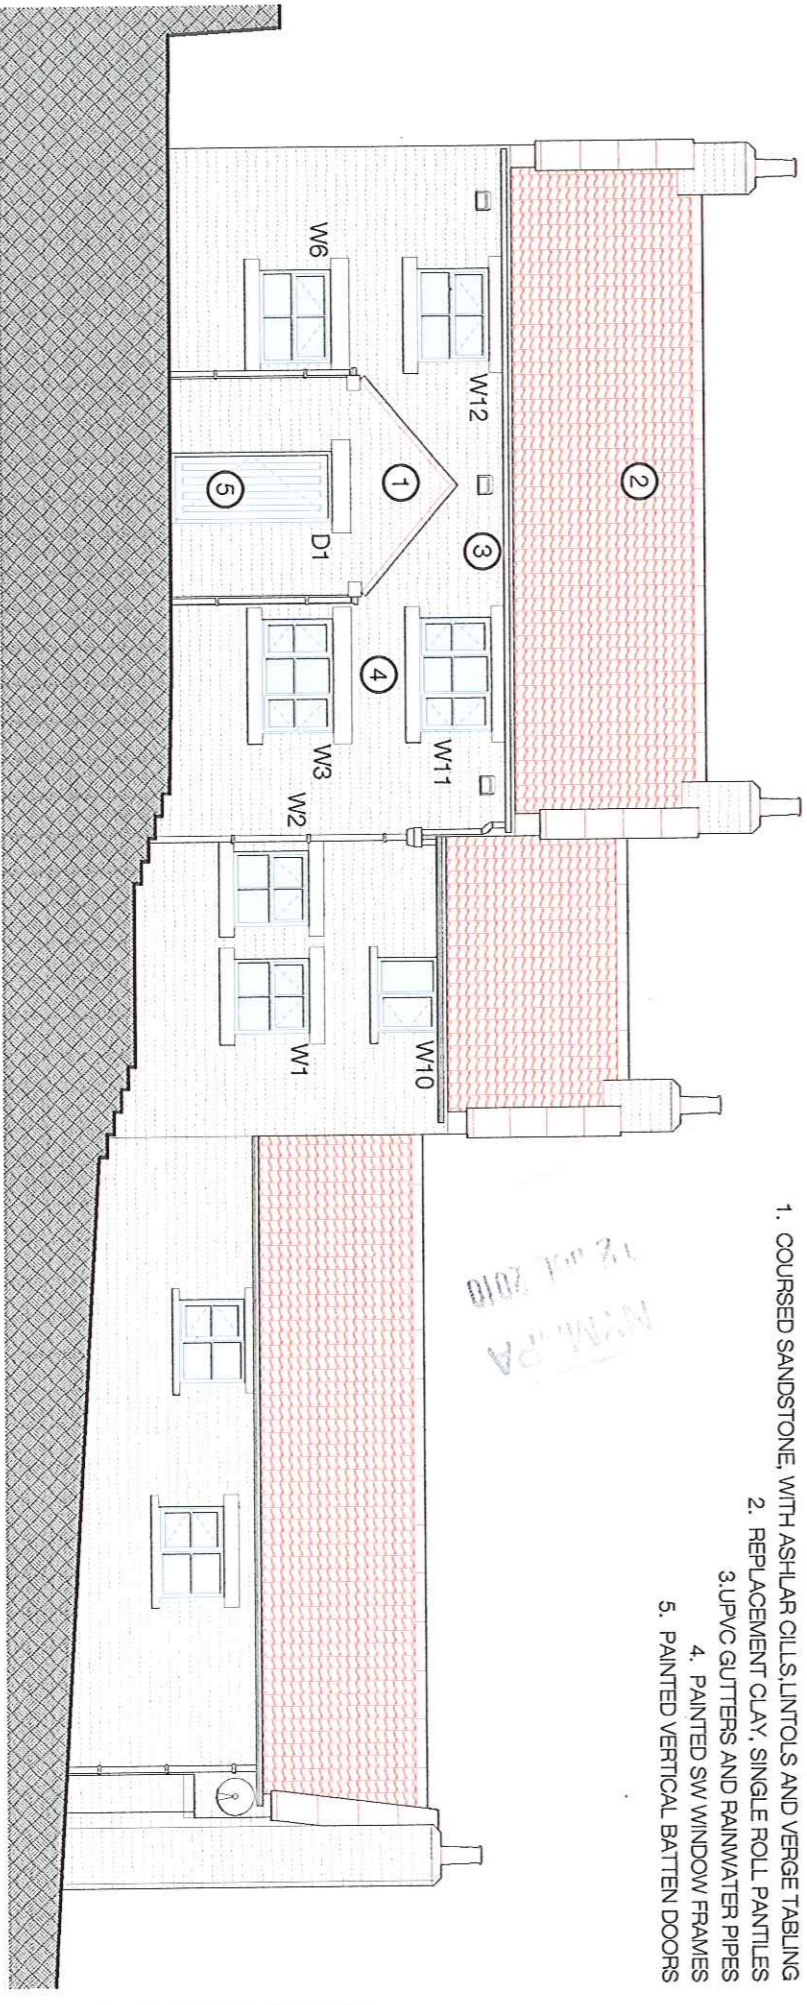 1. COURSED SANDSTONE, WITH ASHLAR CILLS,LINTOLS AND VERGE TABLING
2. REPLACEMENT CLAY, SINGLE ROLL PANTILES
3.UPVC GUTTERS AND RAINWATER PIPES
4. PAINTED SW WINDOW FRAMES
5. PAINTED VERTICAL BATTEN DOORS
NYMNPA
2010
2
3
1
4
5
W12
W11
W10
W6
D1
W3
W2
W1